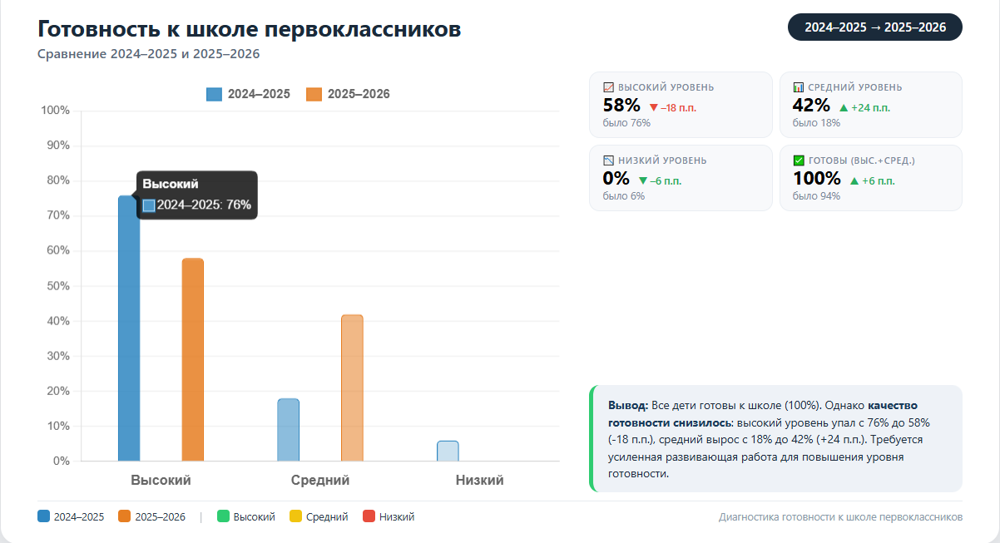 Готовность к школе первоклассников
2024–2025 → 2025–2026
Сравнение 2024–2025 и 2025–2026
2024–2025
2025–2026
100%
90%
80%
70%
60%
50%
40%
30%
20%
10%
0%
Высокий
2024–2025: 76%
Высокий
Средний
Низкий
ВЫСОКИЙ УРОВЕНЬ
58% ▼ –18 п.п.
было 76%
СРЕДНИЙ УРОВЕНЬ
42% ▲ +24 п.п.
было 18%
НИЗКИЙ УРОВЕНЬ
0% ▼ –6 п.п.
было 6%
ГОТОВЫ (ВЫС.+СРЕД.)
100% ▲ +6 п.п.
было 94%
Вывод: Все дети готовы к школе (100%). Однако качество
готовности снизилось: высокий уровень упал с 76% до 58%
(-18 п.п.), средний вырос с 18% до 42% (+24 п.п.). Требуется
усиленная развивающая работа для повышения уровня
готовности.
2024–2025 2025–2026 | Высокий Средний Низкий
Диагностика готовности к школе первоклассников